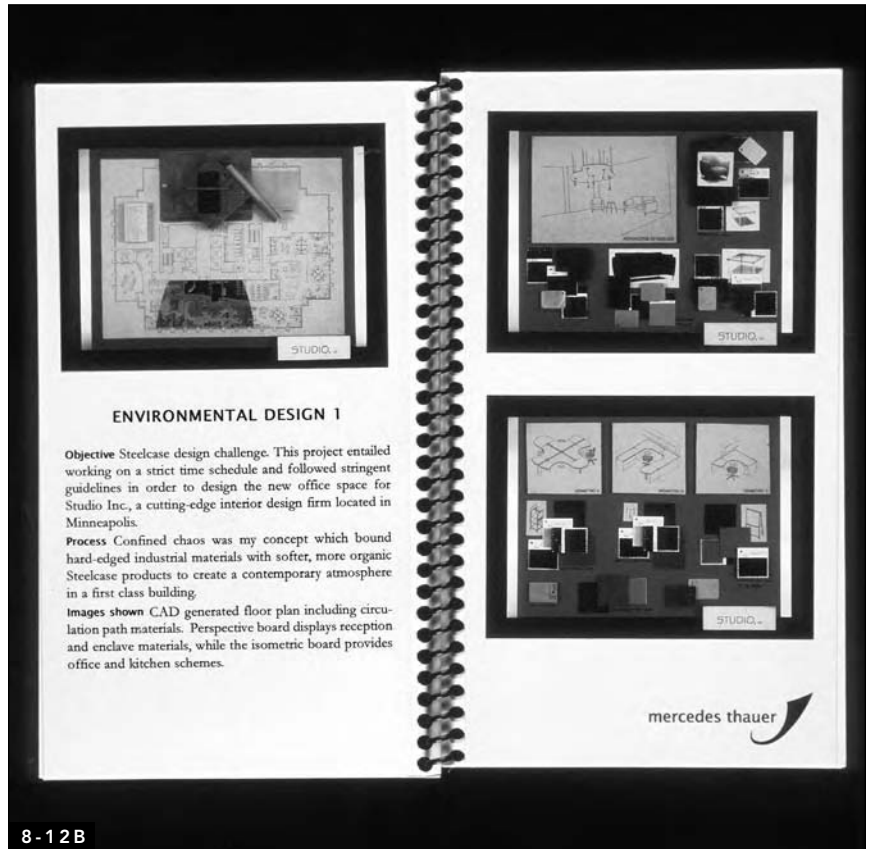 STUDIO
ENVIRONMENTAL DESIGN 1
Objective Steelcase design challenge. This project entailed
working on a strict time schedule and followed stringent
guidelines in order to design the new office space for
Studio Inc., a cutting-edge interior design firm located in
Minneapolis.
Process Confined chaos was my concept which bound
hard-edged industrial materials with softer, more organic
Steelcase products to create a contemporary atmosphere
in a first class building.
Images shown CAD generated floor plan including circu-
lation path materials. Perspective board displays reception
and enclave materials, while the isometric board provides
office and kitchen schemes.
STUDIO
STUDIO
mercedes thauer
8-12B